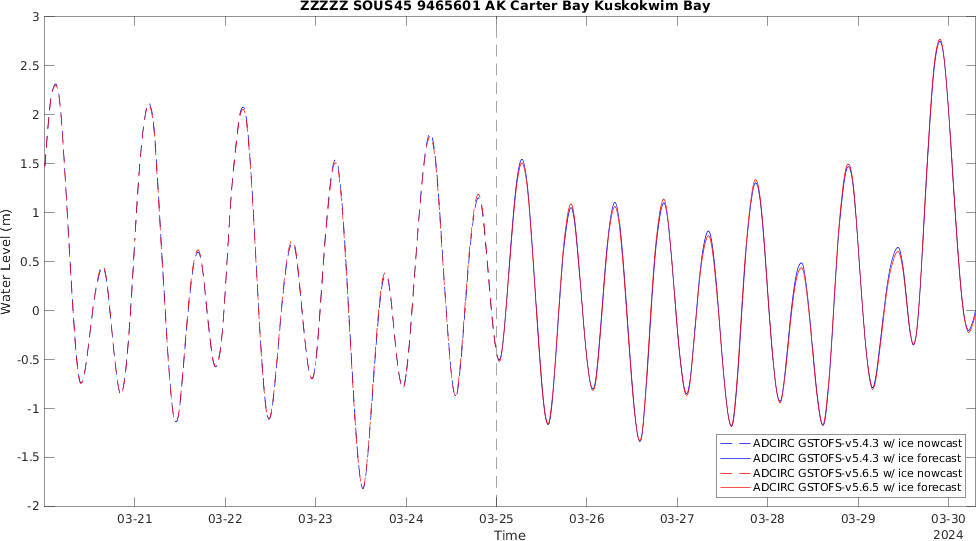 ZZZZZ SOUS45 9465601 AK Carter Bay Kuskokwim Bay
3
2.5
2
1.5
1
0.5
0
-0.5
-1
-1.5
-2
Water Level (m)
ADCIRC GSTOFS-v5.4.3 w/ ice nowcast
ADCIRC GSTOFS-v5.4.3 w/ ice forecast
ADCIRC GSTOFS-v5.6.5 w/ ice nowcast
ADCIRC GSTOFS-v5.6.5 w/ ice forecast
03-21 03-22 03-23 03-24 03-25 03-26 03-27 03-28 03-29 03-30
Time 2024